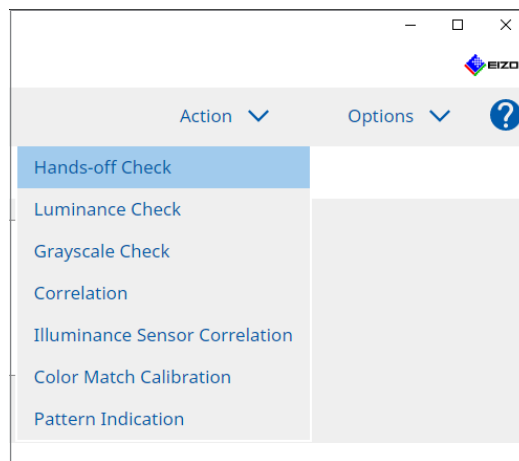 EIZO
Action Options ?
Hands-off Check
Luminance Check
Grayscale Check
Correlation
Illuminance Sensor Correlation
Color Match Calibration
Pattern Indication